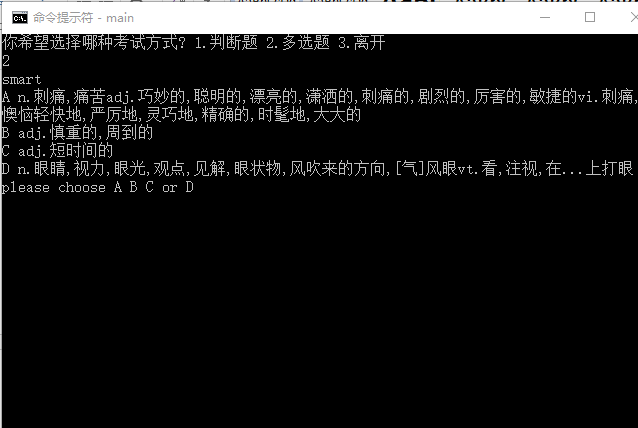 命令提示符 - main
你希望选择哪种考试方式? 1.判断题 2.多选题 3.离开
2
smart
A n.刺痛,痛苦adj.巧妙的,聪明的,漂亮的,潇洒的,刺痛的,剧烈的,厉害的,敏捷的vi.刺痛,
懊恼轻快地,严厉地,灵巧地,精确的,时髦地,大大的
B adj.慎重的,周到的
C adj.短时间的
D n.眼睛,视力,眼光,观点,见解,眼状物,风吹来的方向,[气]风眼vt.看,注视,在...上打眼
please choose A B C or D